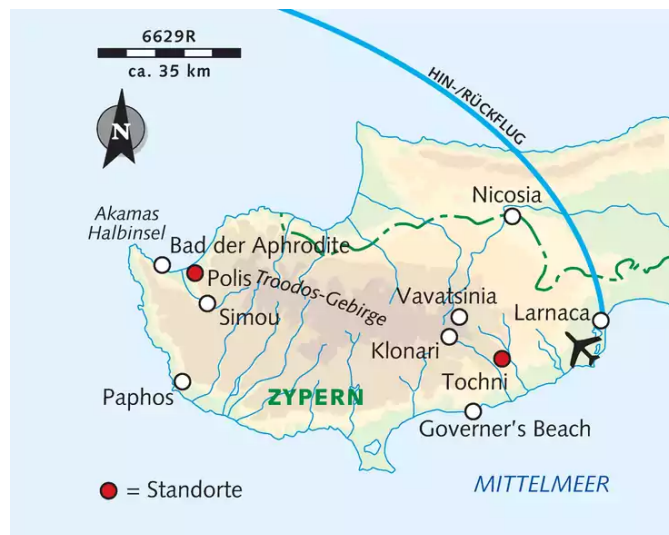 6629R
ca. 35 km
N
HIN-/RÜCKFLUG
Nicosia
Akamas
Halbinsel
Bad der Aphrodite
Polis
Troodos-Gebirge
Simou
Vavatsinia
Larnaca
Klonari
Tochni
Paphos
ZYPERN
Governer's Beach
= Standorte
MITTELMEER